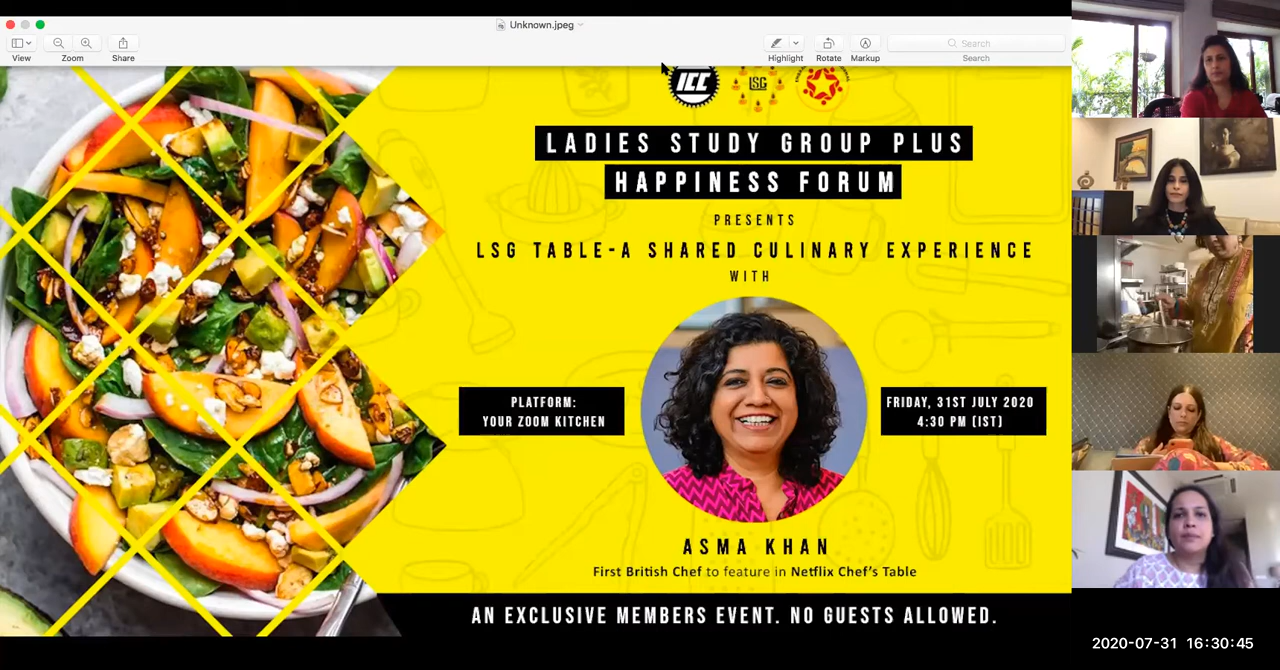 Unknown.jpeg
View
Zoom
Share
Highlight
Rotate
Markup
Search
Search
ICC
LSG
LADIES STUDY GROUP PLUS
HAPPINESS FORUM
PRESENTS
LSG TABLE-A SHARED CULINARY EXPERIENCE
WITH
PLATFORM:
YOUR ZOOM KITCHEN
FRIDAY, 31ST JULY 2020
4:30 PM (IST)
ASMA KHAN
First British Chef to feature in Netflix Chef's Table
AN EXCLUSIVE MEMBERS EVENT. NO GUESTS ALLOWED.
2020-07-31 16:30:45